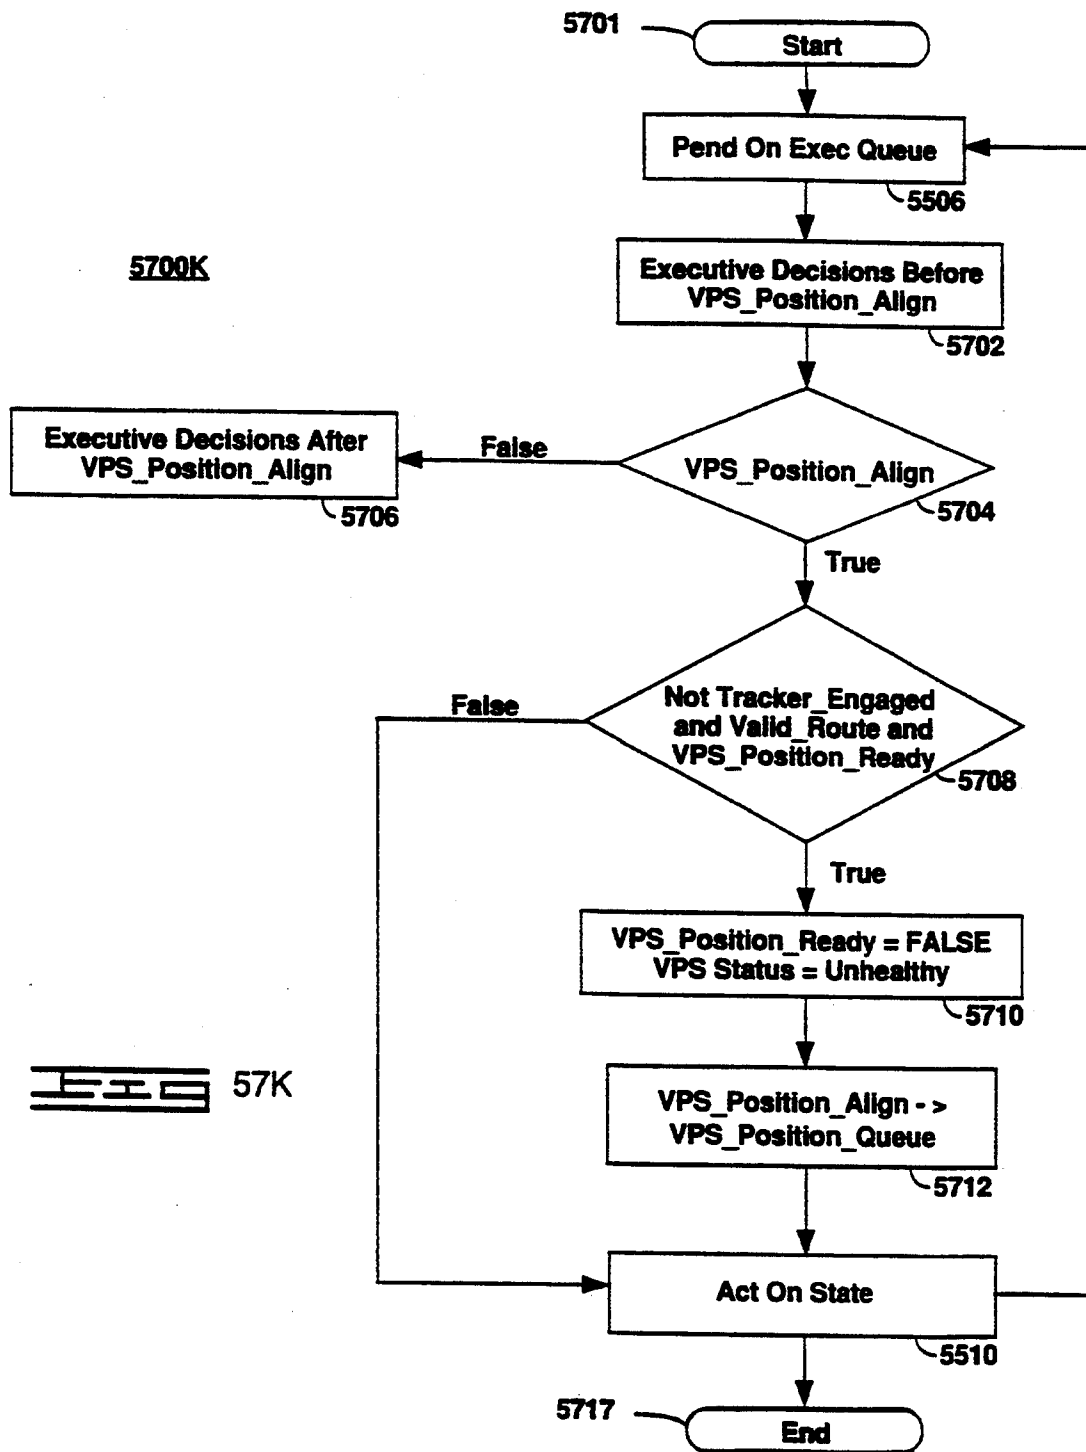 5701
Start
Pend On Exec Queue
5506
5700K
Executive Decisions Before
VPS_Position_Align
5702
Executive Decisions After
VPS_Position_Align
5706
False
VPS_Position_Align
5704
True
False
Not Tracker_Engaged
and Valid_Route and
VPS_Position_Ready
5708
True
VPS_Position_Ready = FALSE
VPS Status = Unhealthy
5710
57K
VPS_Position_Align - >
VPS_Position_Queue
5712
Act On State
5510
5717
End